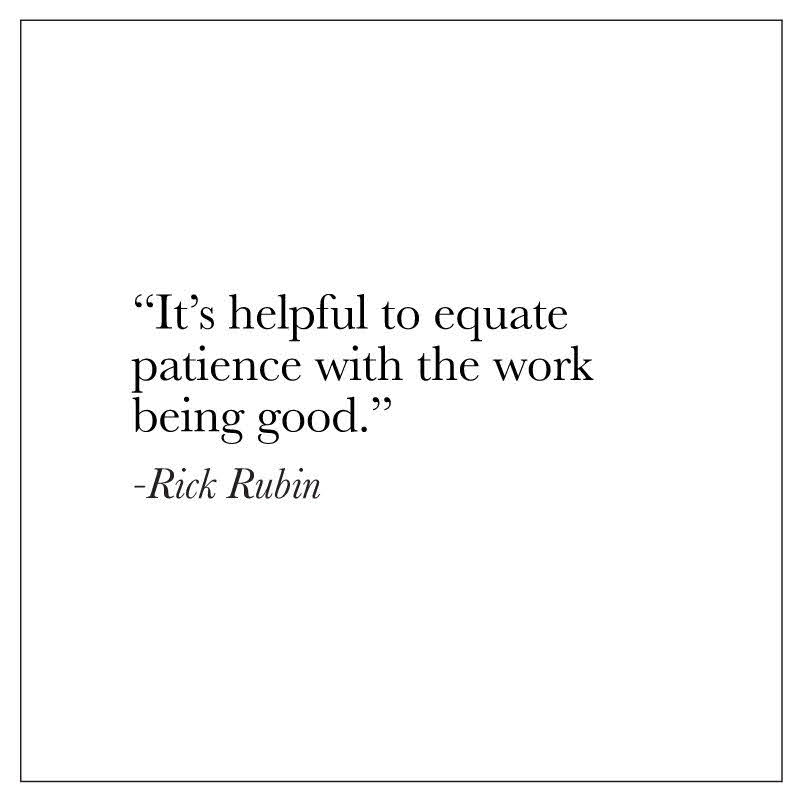 “It’s helpful to equate
patience with the work
being good.”
-Rick Rubin